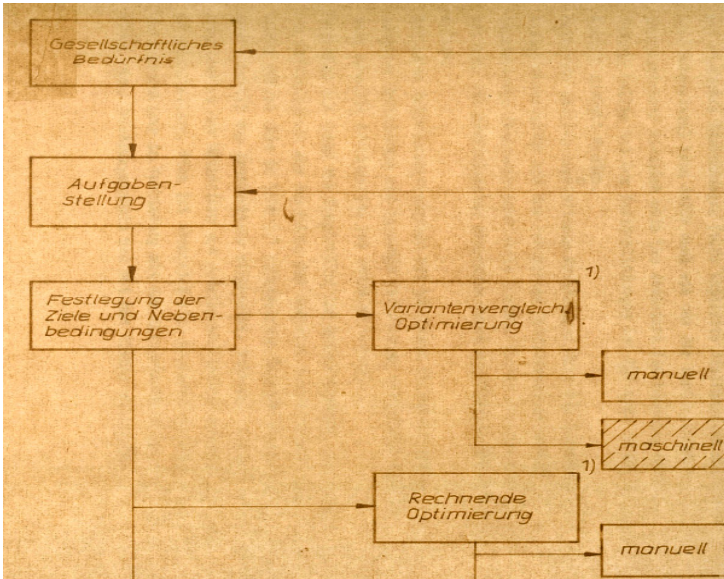 Gesellschaftliches
Bedürfnis
Aufgaben-
stellung
Festlegung der
Ziele und Neben-
bedingungen
1)
Variantenvergleich.
Optimierung
manuell
maschinell
1)
Rechnende
Optimierung
manuell